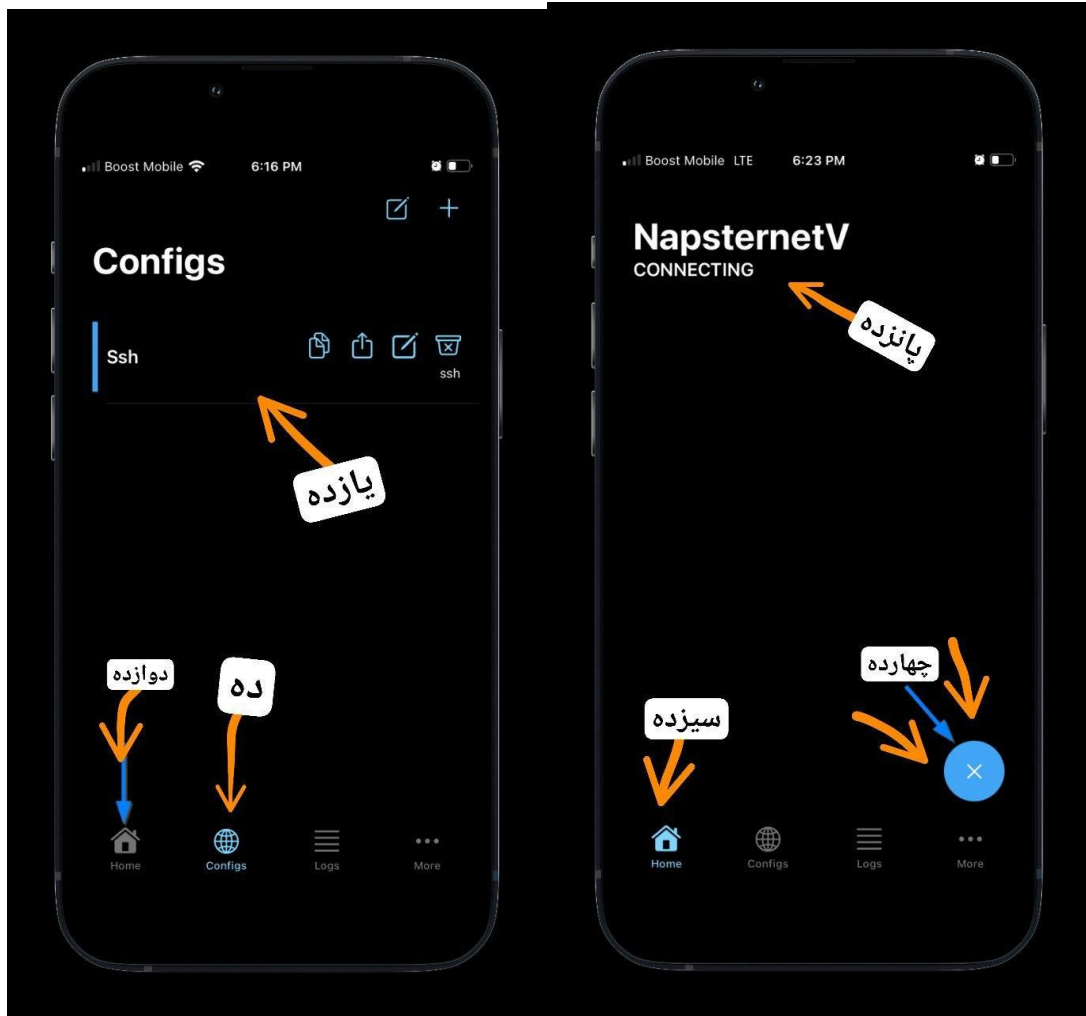 Boost Mobile 6:16 PM
Configs
Ssh
ssh
یازده
دوازده
ده
Home Configs Logs More
Boost Mobile LTE 6:23 PM
NapsternetV
CONNECTING
پانزده
چهارده
سیزده
Home Configs Logs More